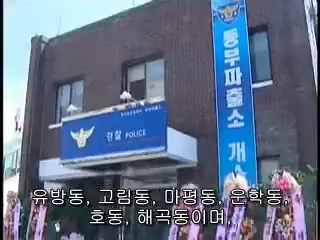 동부파출소 개소
경찰 POLICE
유방동, 고림동, 마평동, 운학동,
호동, 해곡동이며,